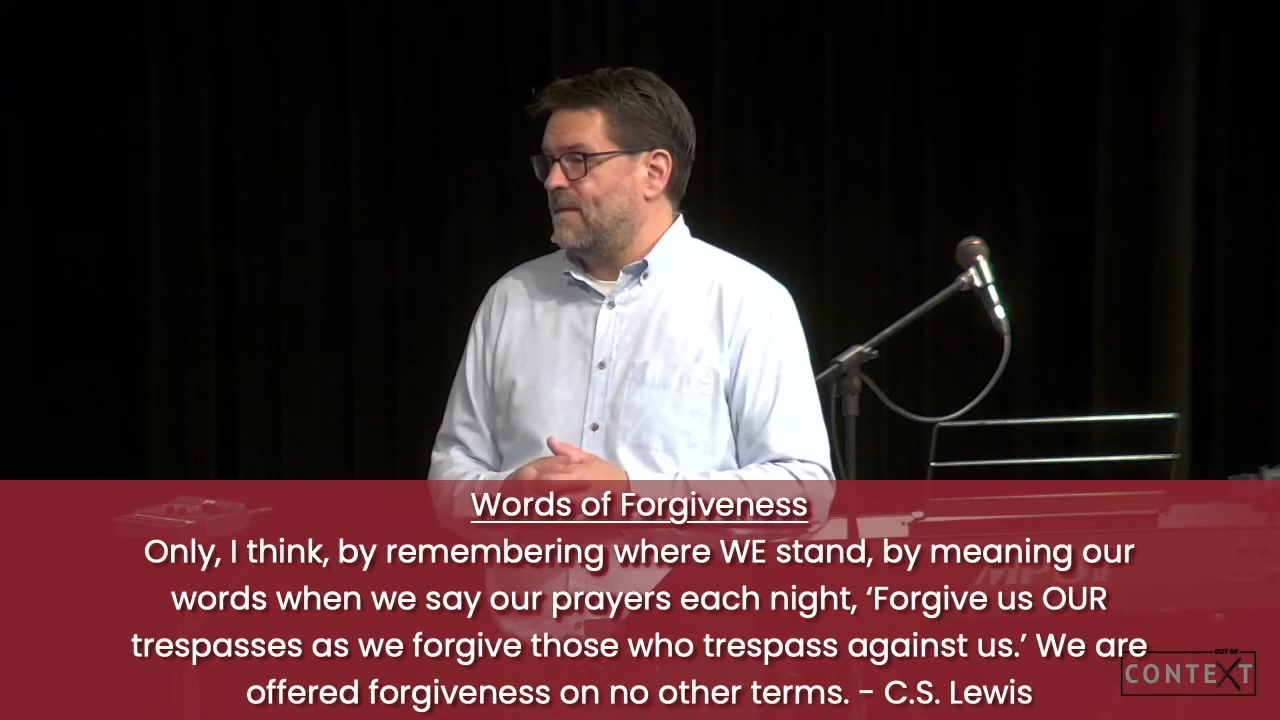 Words of Forgiveness
Only, I think, by remembering where WE stand, by meaning our
words when we say our prayers each night, ‘Forgive us OUR
trespasses as we forgive those who trespass against us.’ We are
offered forgiveness on no other terms. - C.S. Lewis
OUT OF
CONTEXT